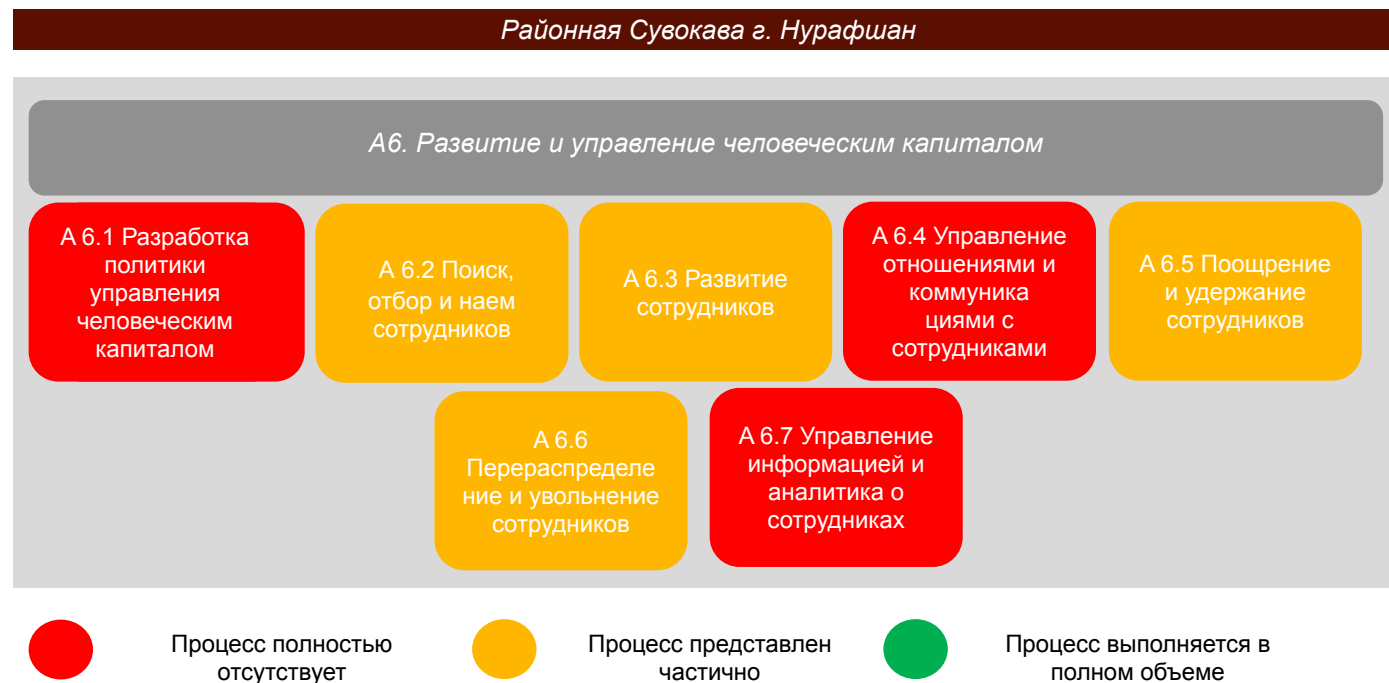 Районная Сувокава г. Нурафшан
А6. Развитие и управление человеческим капиталом
А 6.1 Разработка
политики
управления
человеческим
капиталом
А 6.2 Поиск,
отбор и наем
сотрудников
А 6.3 Развитие
сотрудников
А 6.4 Управление
отношениями и
коммуника
циями с
сотрудниками
А 6.5 Поощрение
и удержание
сотрудников
А 6.6
Перераспределе
ние и увольнение
сотрудников
А 6.7 Управление
информацией и
аналитика о
сотрудниках
Процесс полностью
отсутствует
Процесс представлен
частично
Процесс выполняется в
полном объеме